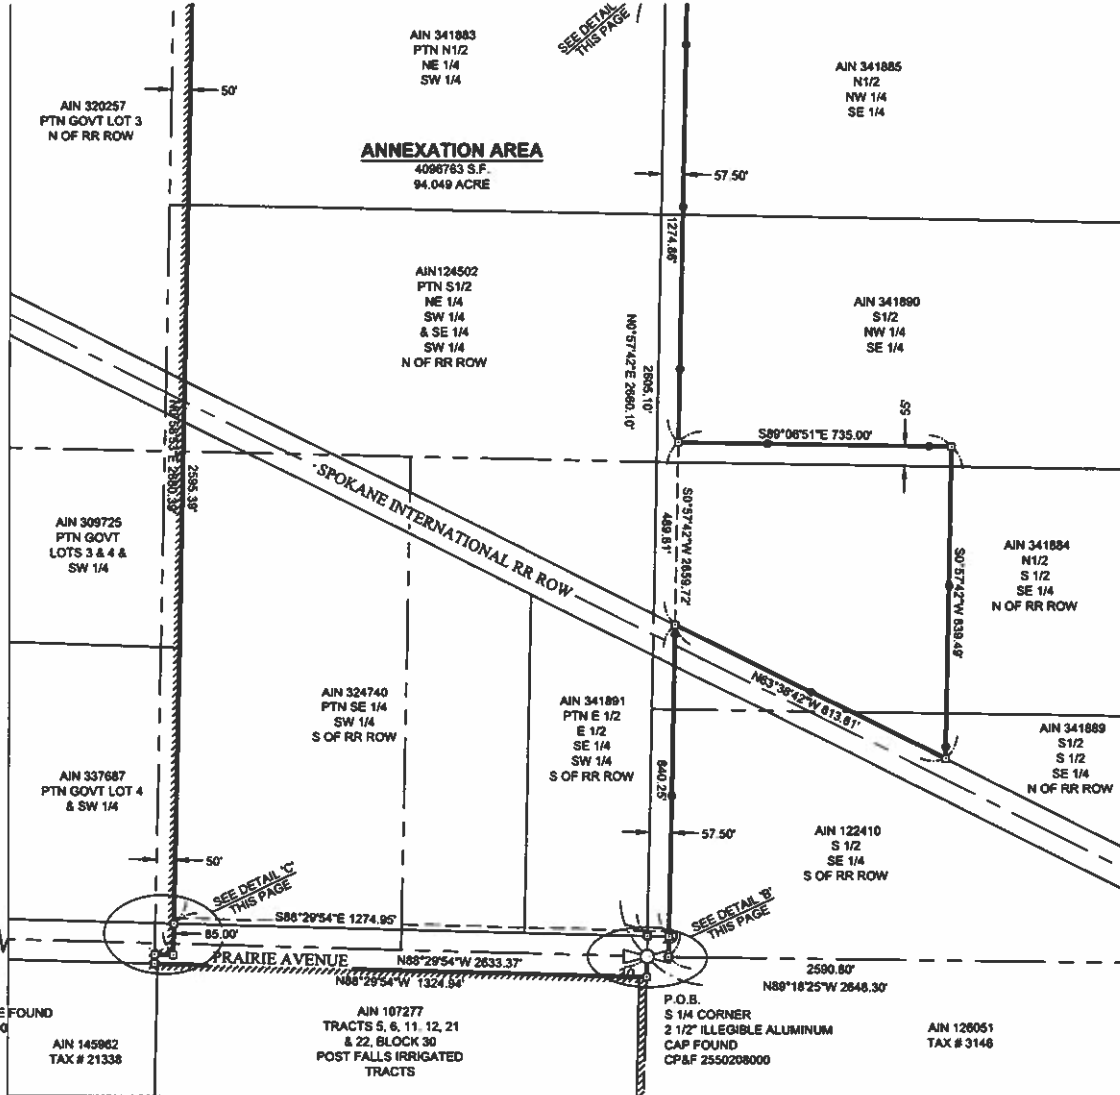 SEE DETAIL
THIS PAGE
AIN 341883
PTN N1/2
NE 1/4
SW 1/4
AIN 341885
N1/2
NW 1/4
SE 1/4
AIN 320257
PTN GOVT LOT 3
N OF RR ROW
50'
ANNEXATION AREA
4096763 S.F.
94.049 ACRE
57.50'
1274.86'
AIN124502
PTN S1/2
NE 1/4
SW 1/4
& SE 1/4
SW 1/4
N OF RR ROW
AIN 341890
S1/2
NW 1/4
SE 1/4
N0°57'42"E 2660.10'
2605.10'
S89°06'51"E 735.00'
55'
2595.39'
SPOKANE INTERNATIONAL RR ROW
S0°57'42"W 2659.72'
489.61'
AIN 309725
PTN GOVT
LOTS 3 & 4 &
SW 1/4
AIN 341884
N1/2
S 1/2
SE 1/4
N OF RR ROW
S0°57'42"W 839.49'
N63°38'42"W 813.61'
AIN 324740
PTN SE 1/4
SW 1/4
S OF RR ROW
AIN 341891
PTN E 1/2
E 1/2
SE 1/4
SW 1/4
S OF RR ROW
AIN 341889
S1/2
S 1/2
SE 1/4
N OF RR ROW
AIN 337687
PTN GOVT LOT 4
& SW 1/4
840.25'
57.50'
AIN 122410
S 1/2
SE 1/4
S OF RR ROW
50'
SEE DETAIL 'C'
THIS PAGE
SEE DETAIL 'B'
THIS PAGE
S88°29'54"E 1274.95'
85.00'
PRAIRIE AVENUE
N88°29'54"W 2633.37'
N88°29'54"W 1324.94'
2590.80'
N89°18'25"W 2648.30'
E FOUND
AIN 145962
TAX # 21338
AIN 107277
TRACTS 5, 6, 11, 12, 21
& 22, BLOCK 30
POST FALLS IRRIGATED
TRACTS
P.O.B.
S 1/4 CORNER
2 1/2" ILLEGIBLE ALUMINUM
CAP FOUND
CP&F 2550208000
AIN 126051
TAX # 3146